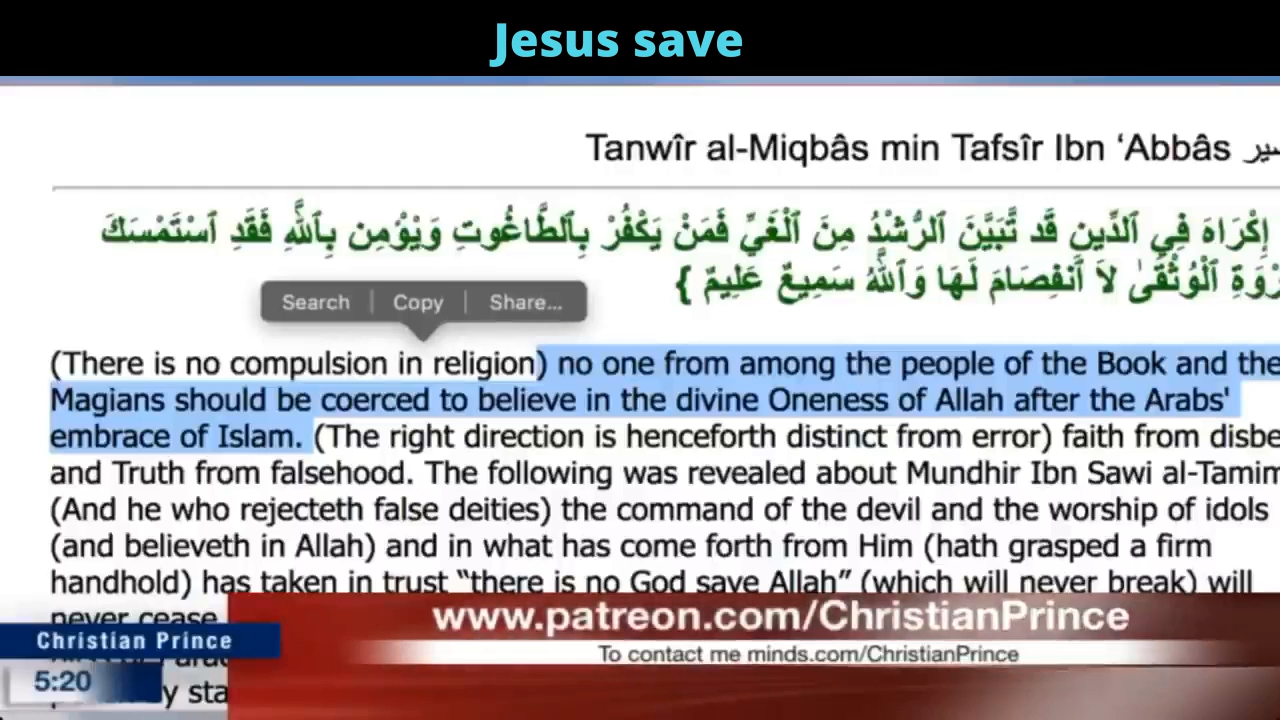 Jesus save
Tanwîr al-Miqbâs min Tafsîr Ibn ‘Abbâs
إِكْرَاهَ فِي ٱلدِّينِ قَد تَّبَيَّنَ ٱلرُّشْدُ مِنَ ٱلْغَيِّ فَمَنْ يَكْفُرْ بِٱلطَّاغُوتِ وَيْؤْمِن بِٱللَّهِ فَقَدِ ٱسْتَمْسَكَ
ٱلْوُثْقَىٰ لاَ ٱنفِصَامَ لَهَا وَٱللَّهُ سَمِيعٌ عَلِيمٌ }
Search Copy Share...
(There is no compulsion in religion) no one from among the people of the Book and the
Magians should be coerced to believe in the divine Oneness of Allah after the Arabs'
embrace of Islam. (The right direction is henceforth distinct from error) faith from
and Truth from falsehood. The following was revealed about Mundhir Ibn Sawi
(And he who rejecteth false deities) the command of the devil and the worship of idols
(and believeth in Allah) and in what has come forth from Him (hath grasped a firm
handhold) has taken in trust “there is no God save Allah” (which will never break) will
never cease
www.patreon.com/ChristianPrince
Christian Prince
To contact me minds.com/ChristianPrince
5:20